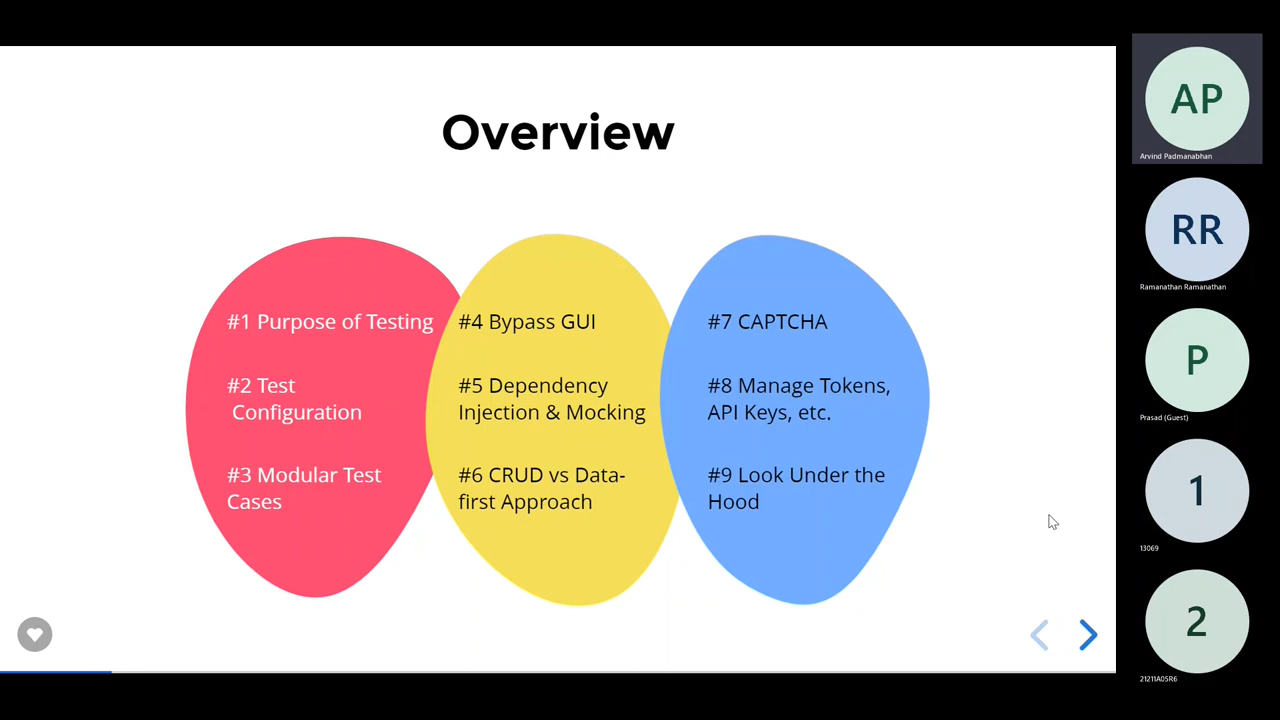 Overview
#1 Purpose of Testing
#2 Test
Configuration
#3 Modular Test
Cases
#4 Bypass GUI
#5 Dependency
Injection & Mocking
#6 CRUD vs Data-
first Approach
#7 CAPTCHA
#8 Manage Tokens,
API Keys, etc.
#9 Look Under the
Hood
AP
Arvind Padmanabhan
RR
Ramanathan Ramanathan
P
Prasad (Guest)
1
13069
2
21211A05R6